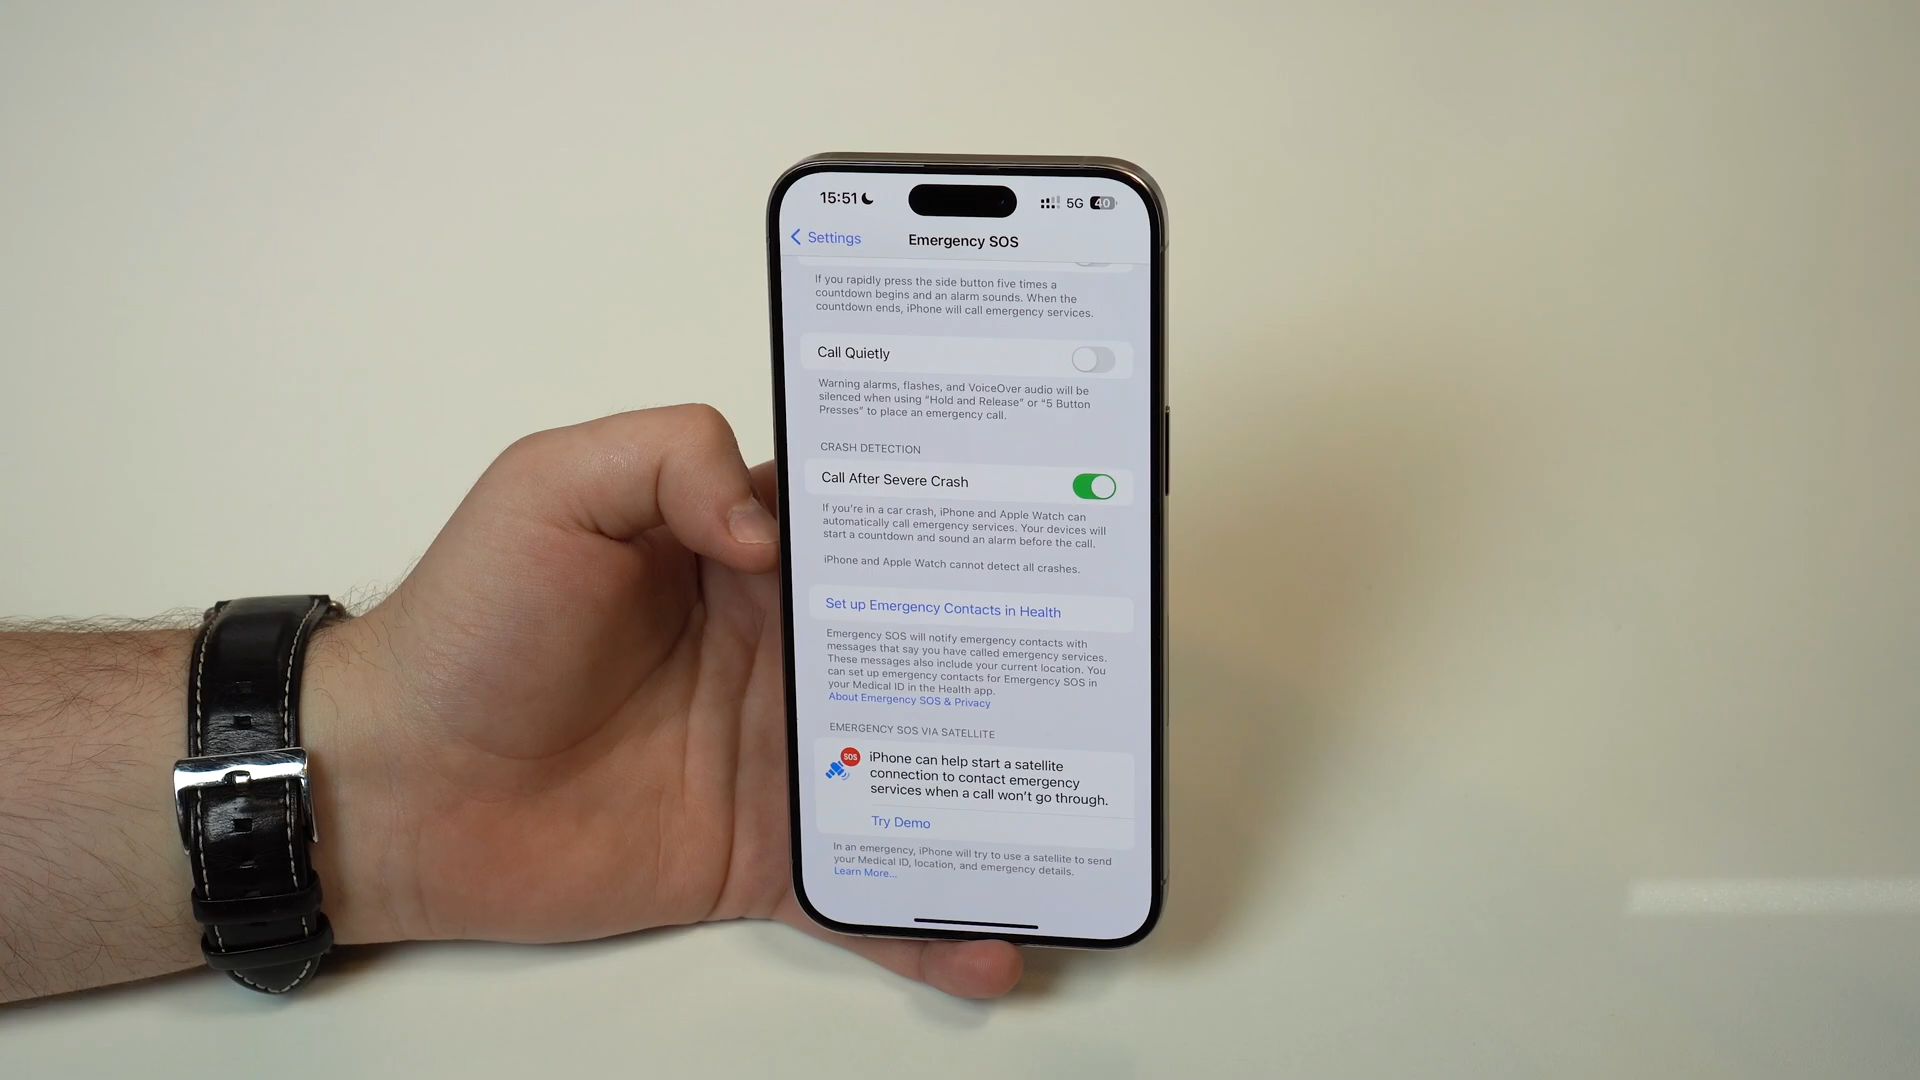 15:51
5G 40
Settings
Emergency SOS
If you rapidly press the side button five times a
countdown begins and an alarm sounds. When the
countdown ends, iPhone will call emergency services.
Call Quietly
Warning alarms, flashes, and VoiceOver audio will be
silenced when using “Hold and Release” or “5 Button
Presses” to place an emergency call.
CRASH DETECTION
Call After Severe Crash
If you’re in a car crash, iPhone and Apple Watch can
automatically call emergency services. Your devices will
start a countdown and sound an alarm before the call.
iPhone and Apple Watch cannot detect all crashes.
Set up Emergency Contacts in Health
Emergency SOS will notify emergency contacts with
messages that say you have called emergency services.
These messages also include your current location. You
can set up emergency contacts for Emergency SOS in
your Medical ID in the Health app.
About Emergency SOS & Privacy
EMERGENCY SOS VIA SATELLITE
SOS
iPhone can help start a satellite
connection to contact emergency
services when a call won’t go through.
Try Demo
In an emergency, iPhone will try to use a satellite to send
your Medical ID, location, and emergency details.
Learn More...